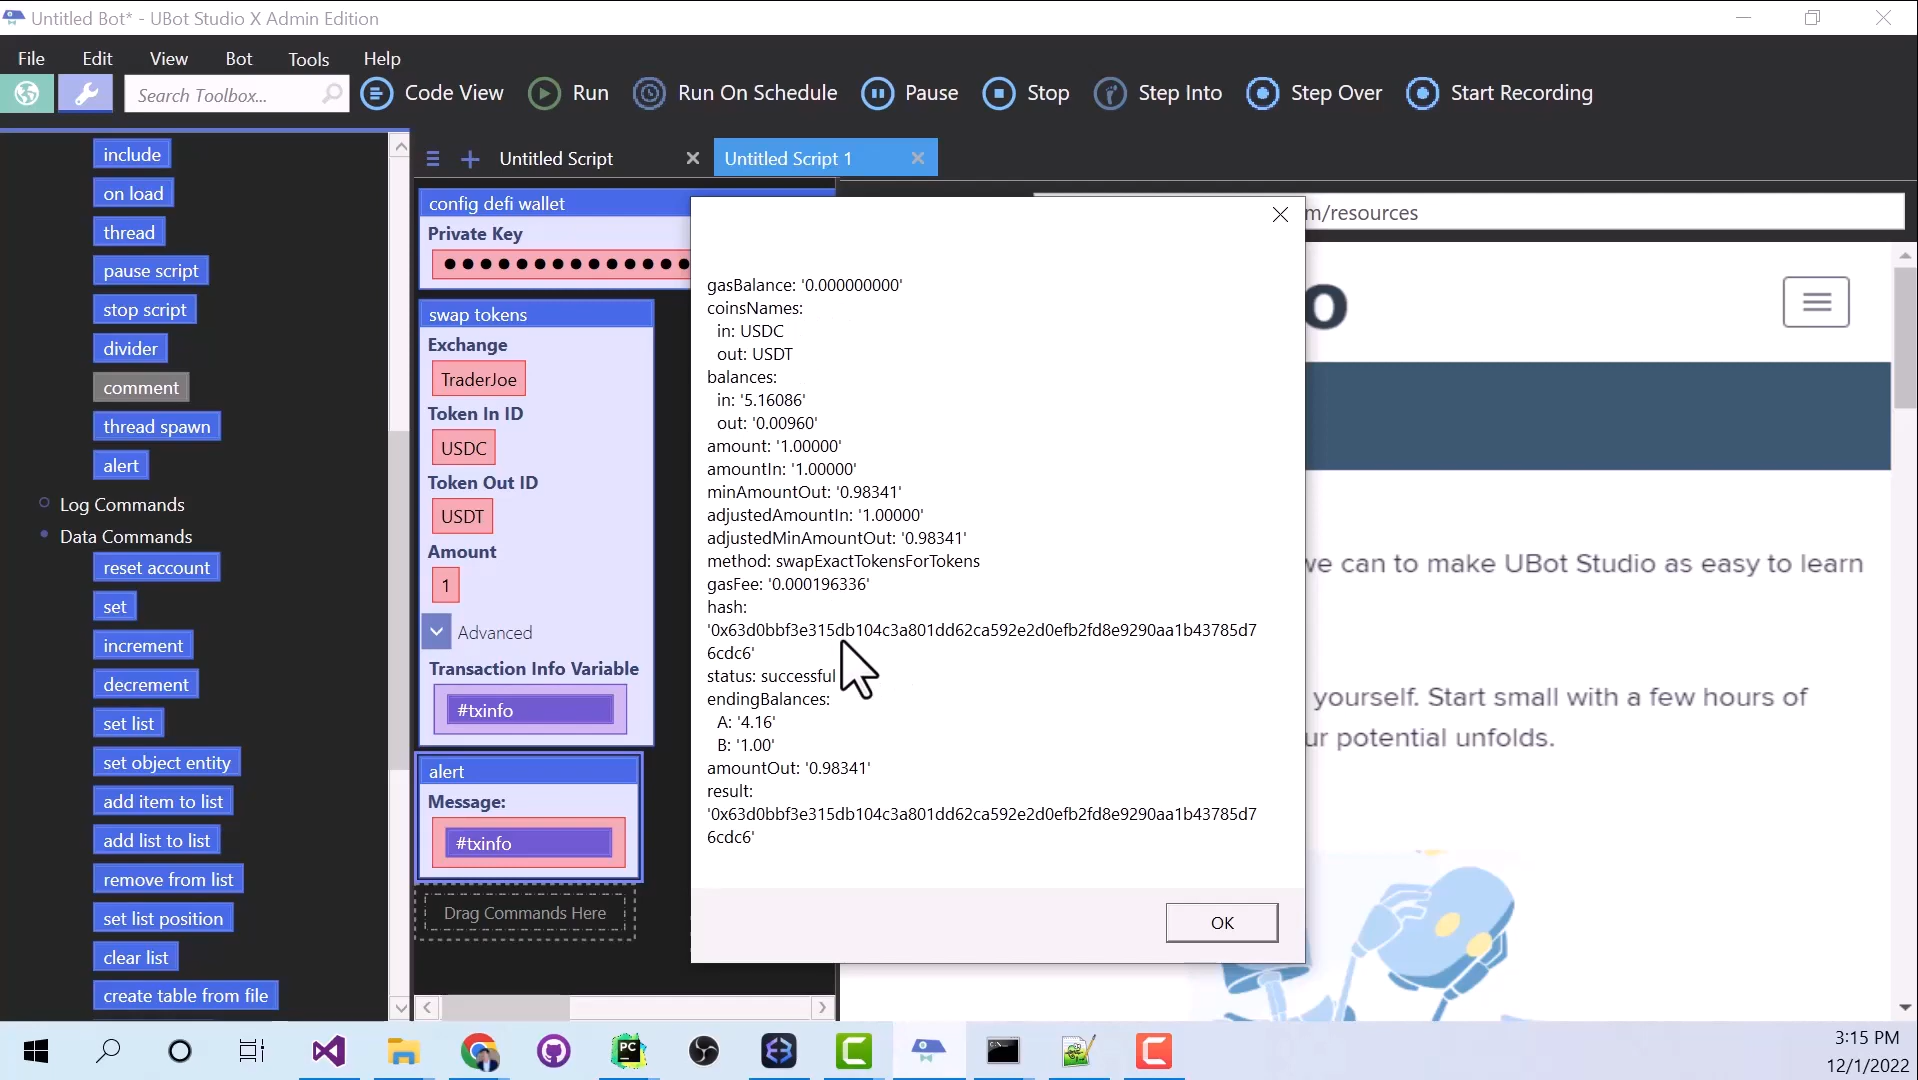 Untitled Bot* - UBot Studio X Admin Edition
File Edit View Bot Tools Help
Search Toolbox...
Code View
Run
Run On Schedule
Pause
Stop
Step Into
Step Over
Start Recording
include
on load
thread
pause script
stop script
divider
comment
thread spawn
alert
Log Commands
Data Commands
reset account
set
increment
decrement
set list
set object entity
add item to list
add list to list
remove from list
set list position
clear list
create table from file
Untitled Script
Untitled Script 1
config defi wallet
Private Key
swap tokens
Exchange
TraderJoe
Token In ID
USDC
Token Out ID
USDT
Amount
1
Advanced
Transaction Info Variable
#txinfo
alert
Message:
#txinfo
Drag Commands Here
gasBalance: '0.000000000'
coinsNames:
in: USDC
out: USDT
balances:
in: '5.16086'
out: '0.00960'
amount: '1.00000'
amountIn: '1.00000'
minAmountOut: '0.98341'
adjustedAmountIn: '1.00000'
adjustedMinAmountOut: '0.98341'
method: swapExactTokensForTokens
gasFee: '0.000196336'
hash:
'0x63d0bbf3e315db104c3a801dd62ca592e2d0efb2fd8e9290aa1b43785d7
6cdc6'
status: successful
endingBalances:
A: '4.16'
B: '1.00'
amountOut: '0.98341'
result:
'0x63d0bbf3e315db104c3a801dd62ca592e2d0efb2fd8e9290aa1b43785d7
6cdc6'
OK
m/resources
o
we can to make UBot Studio as easy to learn
yourself. Start small with a few hours of
ur potential unfolds.
PC
3:15 PM
12/1/2022